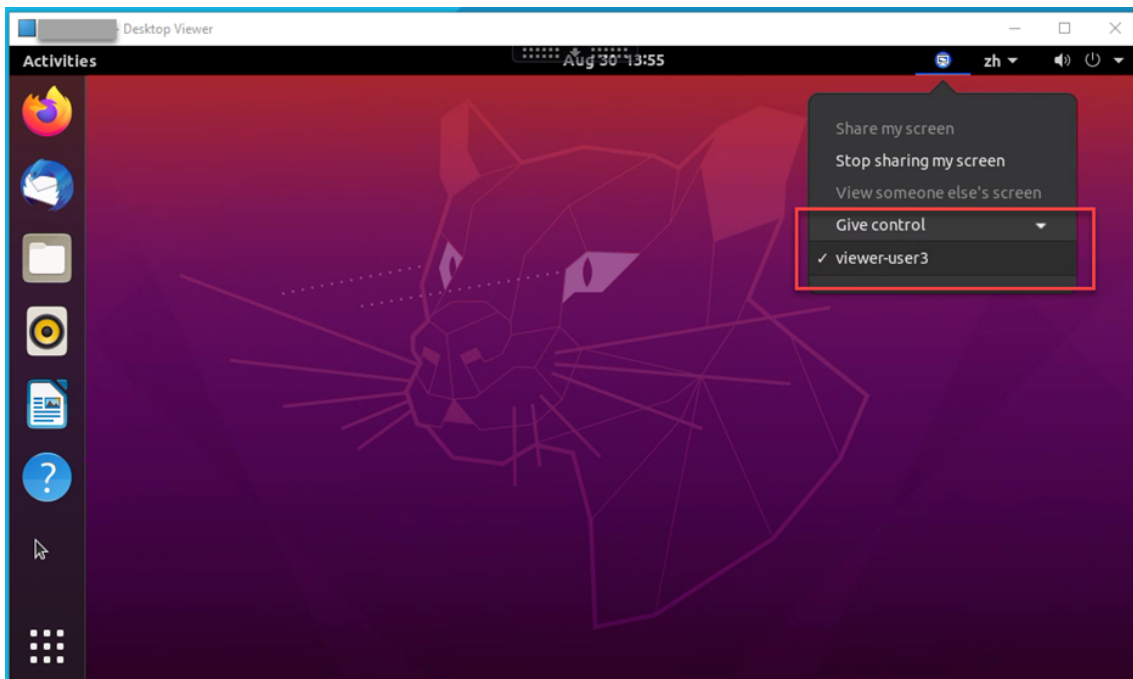 Desktop Viewer
Activities
Aug 30 13:55
zh
Share my screen
Stop sharing my screen
View someone else's screen
Give control
✓ viewer-user3
?